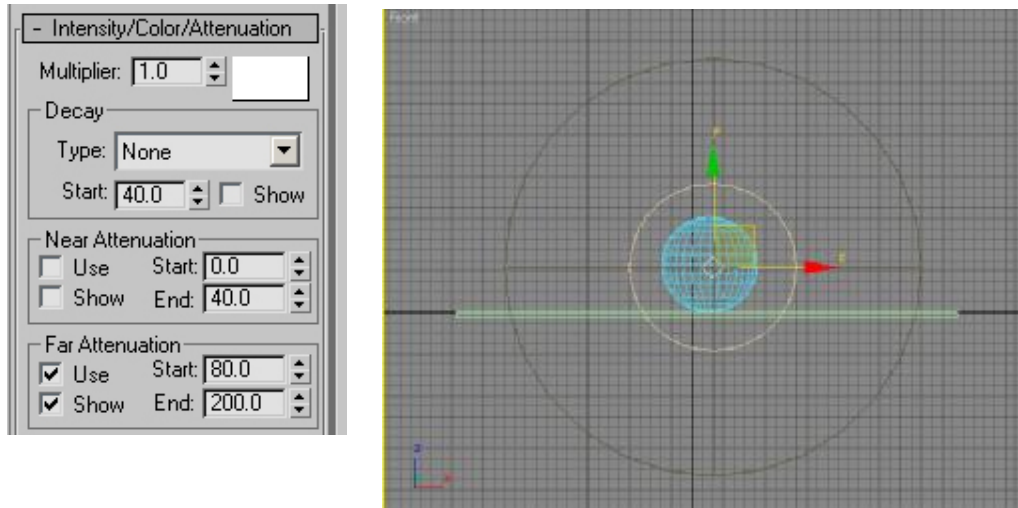 - Intensity/Color/Attenuation
Multiplier: 1.0
Decay
Type: None
Start: 40.0 Show
Near Attenuation
Use Start: 0.0
Show End: 40.0
Far Attenuation
Use Start: 80.0
Show End: 200.0
Front